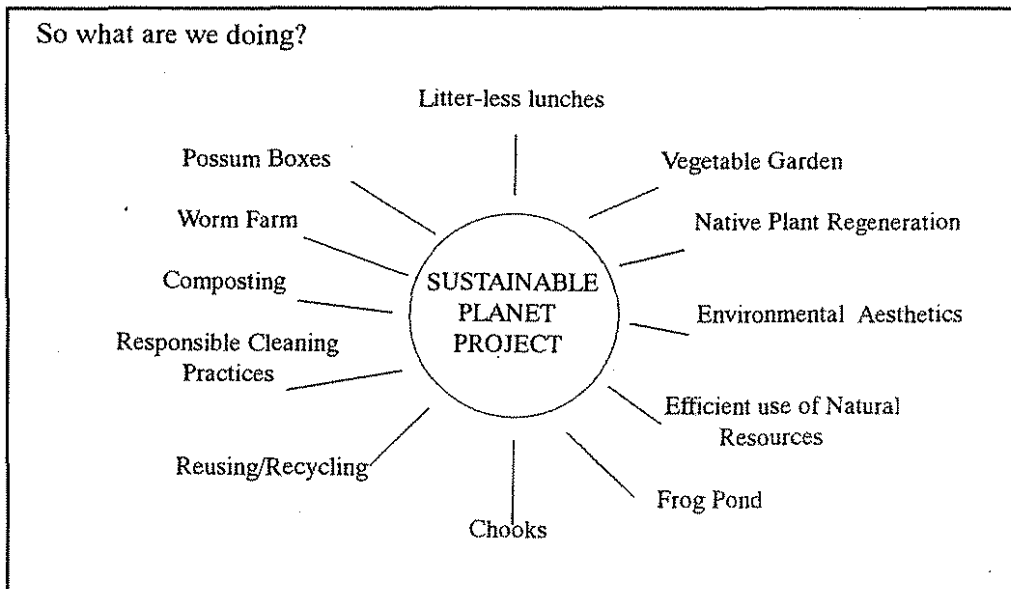 So what are we doing?
Litter-less lunches
Possum Boxes
Vegetable Garden
Worm Farm
Native Plant Regeneration
Composting
SUSTAINABLE
PLANET
PROJECT
Environmental Aesthetics
Responsible Cleaning
Practices
Efficient use of Natural
Resources
Reusing/Recycling
Frog Pond
Chooks